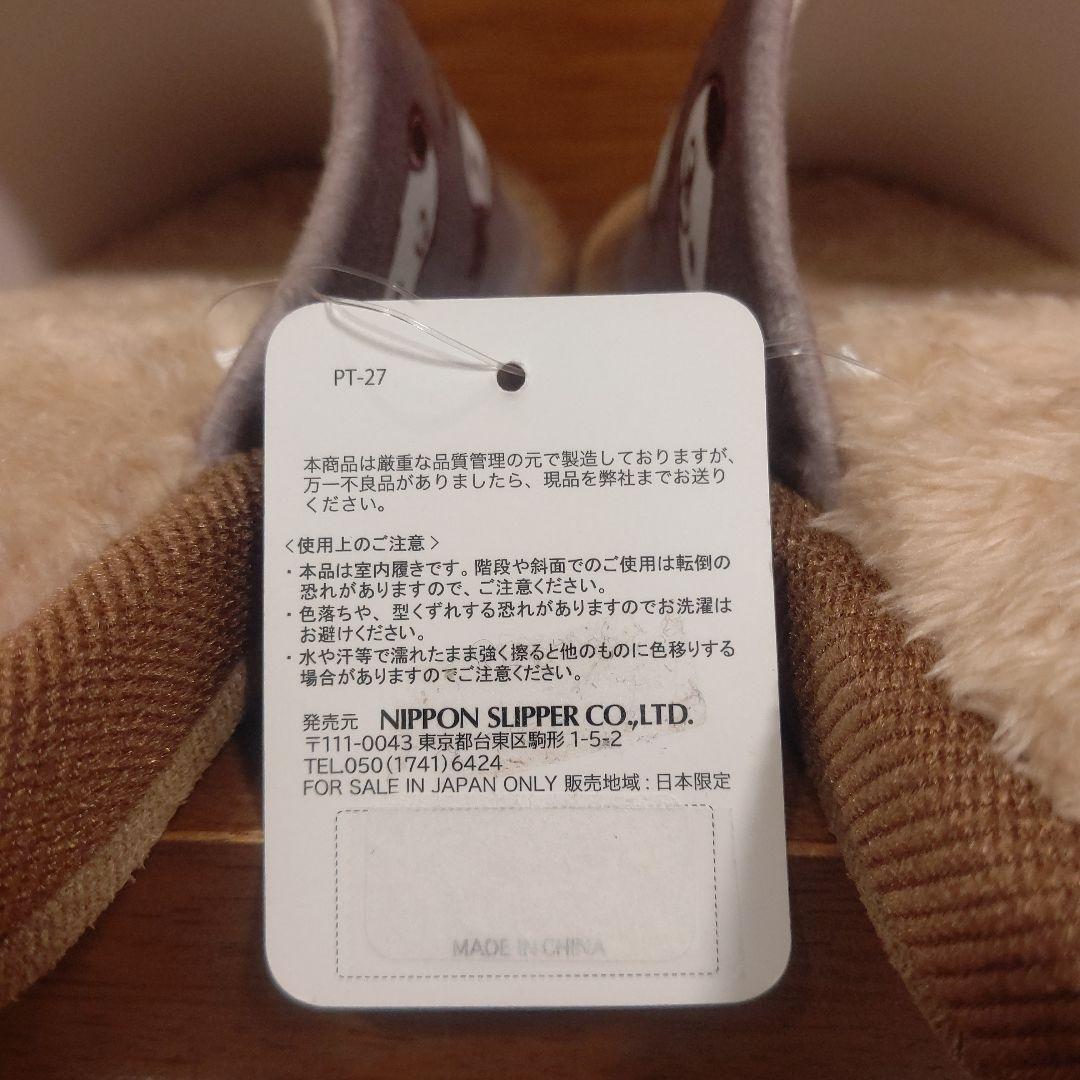 PT-27
本商品は厳重な品質管理の元で製造しておりますが、
万一不良品がありましたら、現品を弊社までお送り
ください。
<使用上のご注意>
・本品は室内履きです。階段や斜面でのご使用は転倒の
恐れがありますので、ご注意ください。
・色落ちや、型くずれする恐れがありますのでお洗濯は
お避けください。
・水や汗等で濡れたまま強く擦ると他のものに色移りする
場合がありますのでご注意ください。
発売元 NIPPON SLIPPER CO.,LTD.
〒111-0043 東京都台東区駒形 1-5-2
TEL.050(1741)6424
FOR SALE IN JAPAN ONLY 販売地域:日本限定
MADE IN CHINA